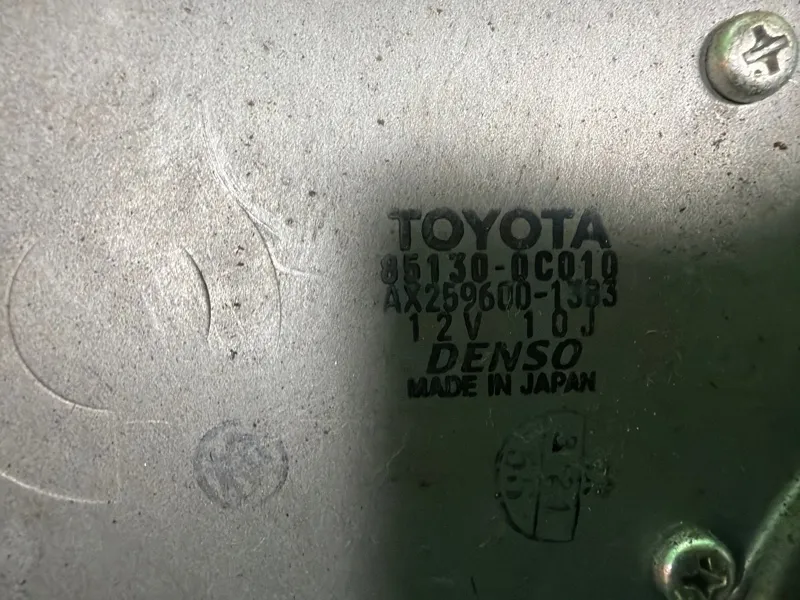 TOYOTA
85130-0C010
AX259600-1383
12V 10J
DENSO
MADE IN JAPAN